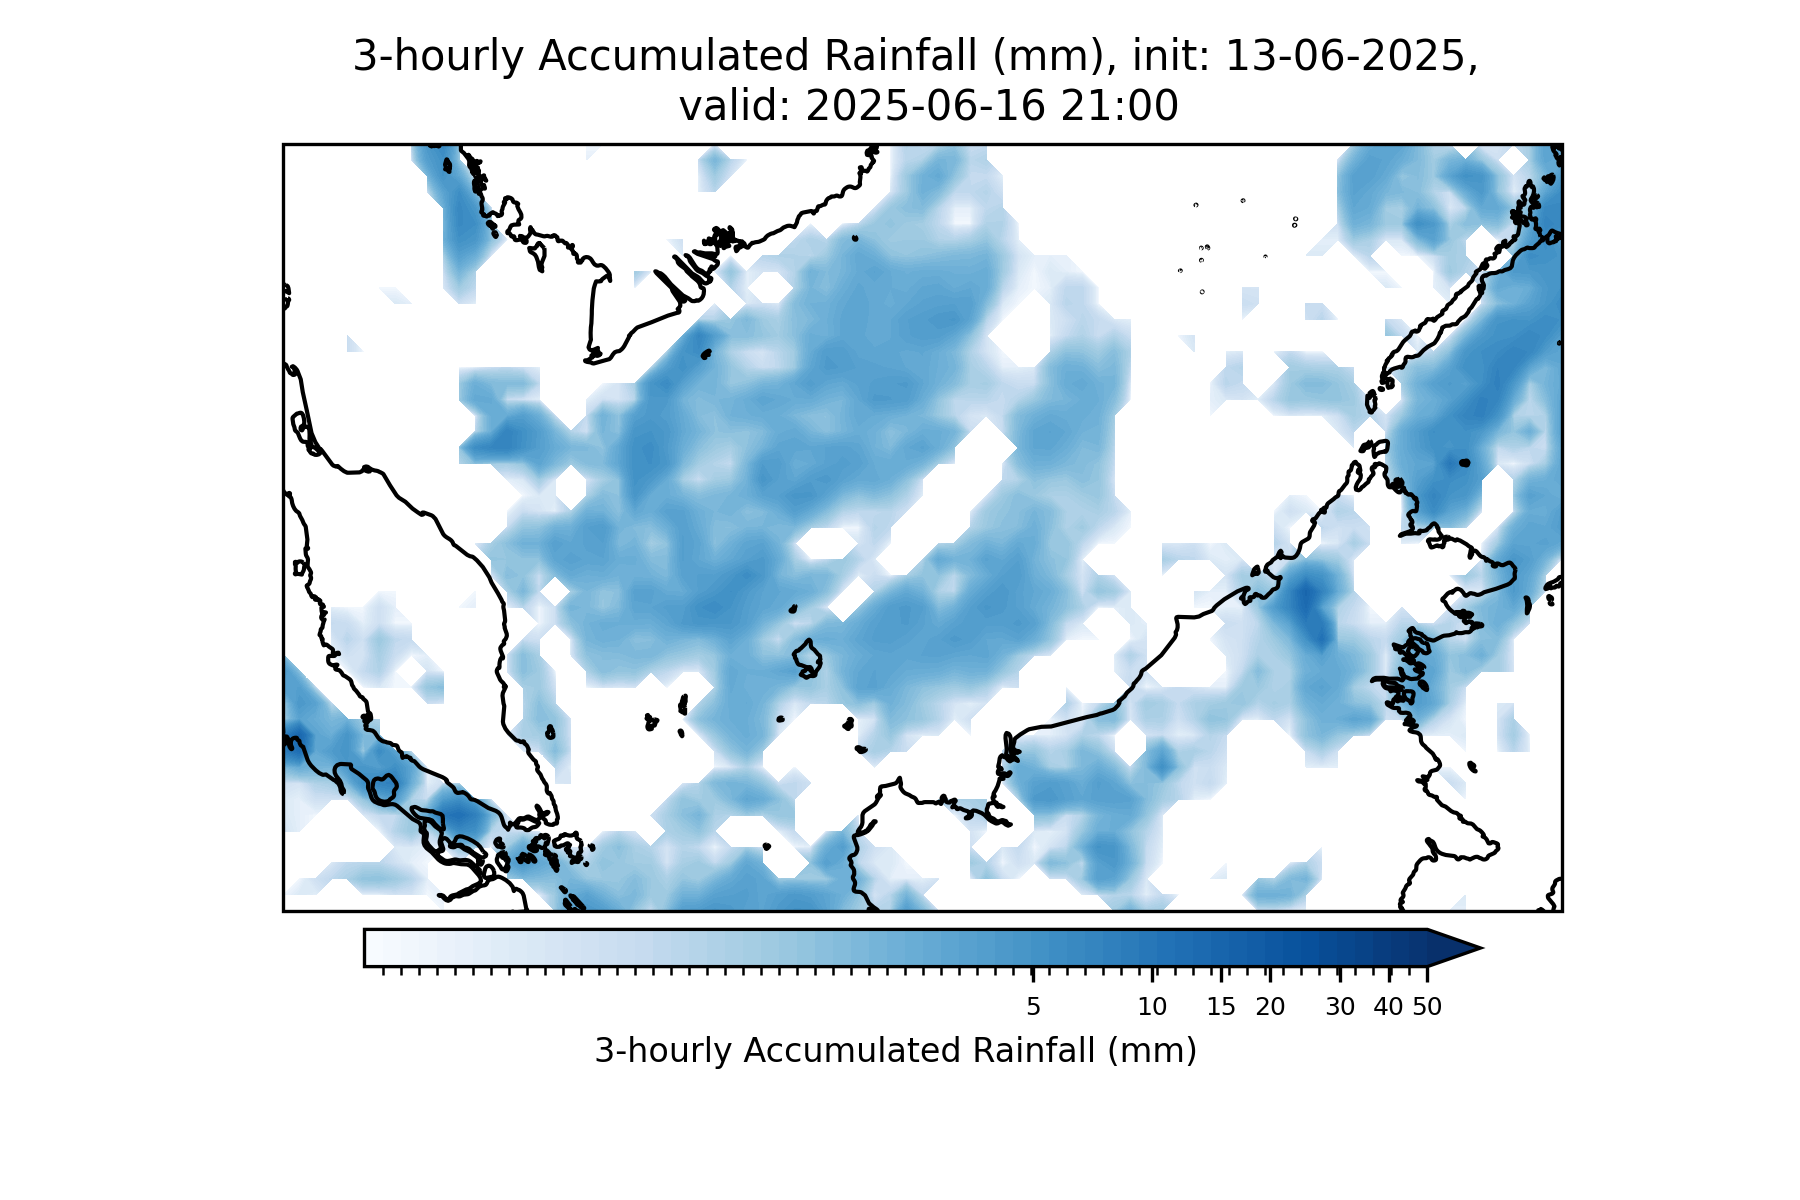 3-hourly Accumulated Rainfall (mm), init: 13-06-2025,
valid: 2025-06-16 21:00
5 10 15 20 30 40 50
3-hourly Accumulated Rainfall (mm)